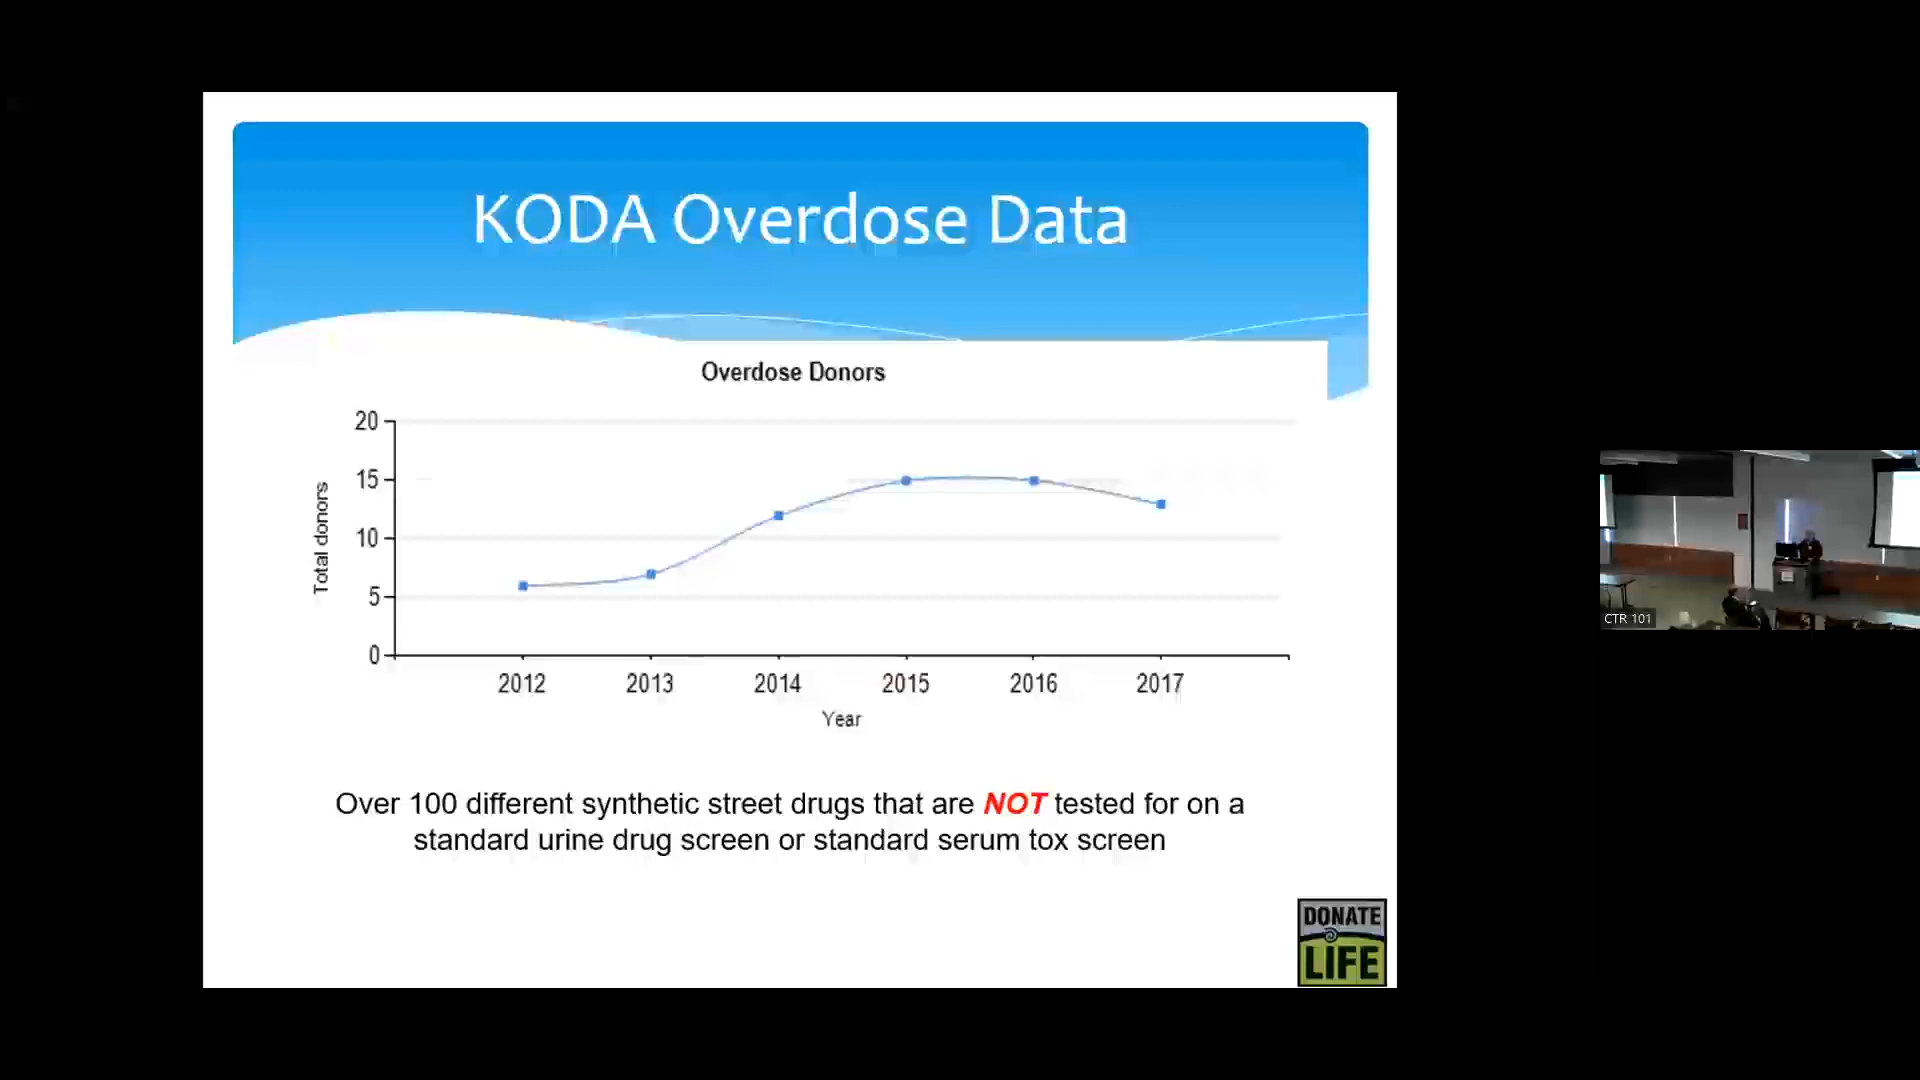 KODA Overdose Data
Overdose Donors
20
15
10
5
0
Total donors
2012 2013 2014 2015 2016 2017
Year
Over 100 different synthetic street drugs that are NOT tested for on a
standard urine drug screen or standard serum tox screen
DONATE
LIFE
CTR 101